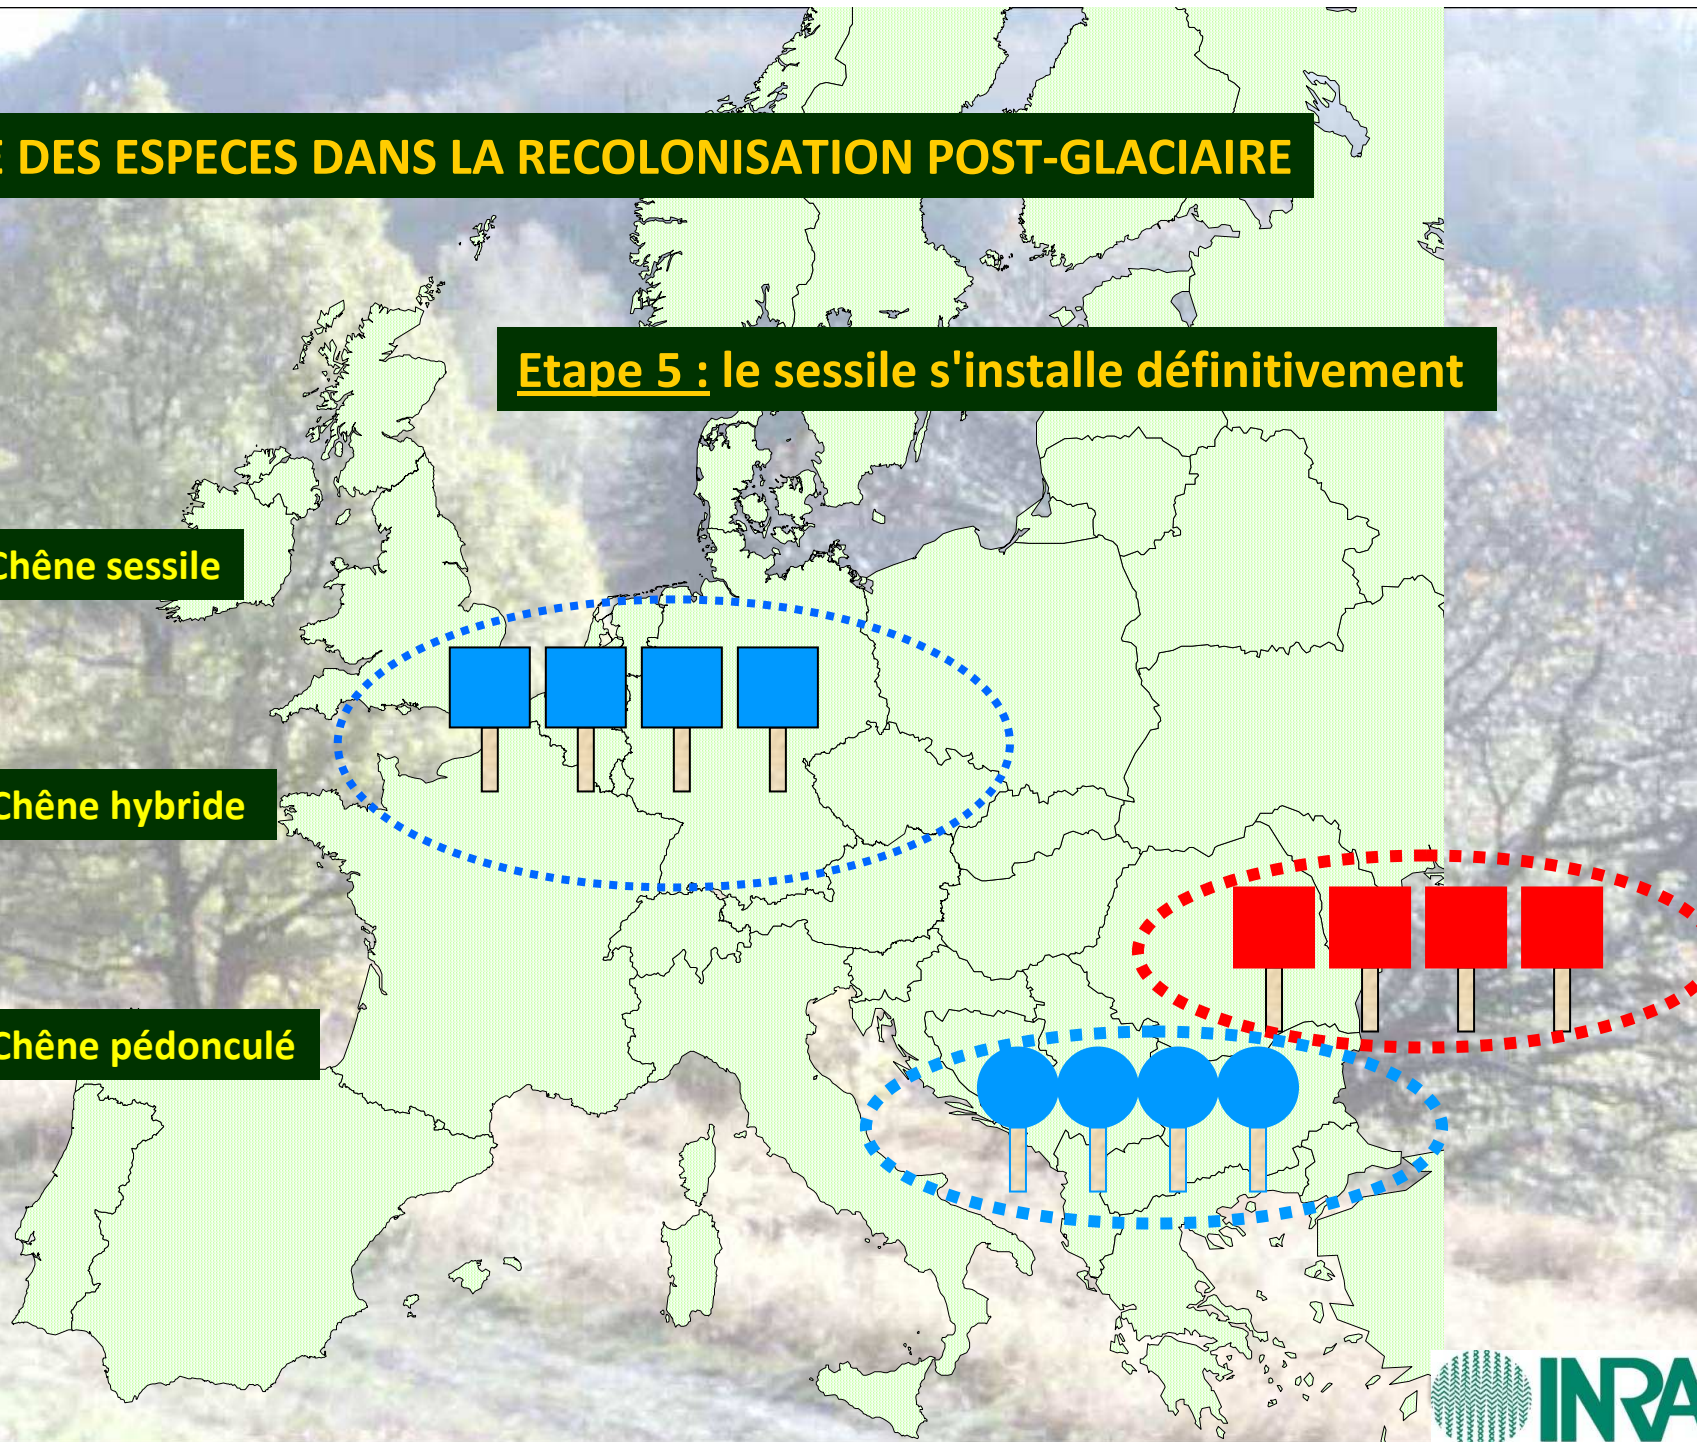 DES ESPECES DANS LA RECOLONISATION POST-GLACIAIRE
Etape 5 : le sessile s'installe définitivement
Chêne sessile
Chêne hybride
Chêne pédonculé
INRA